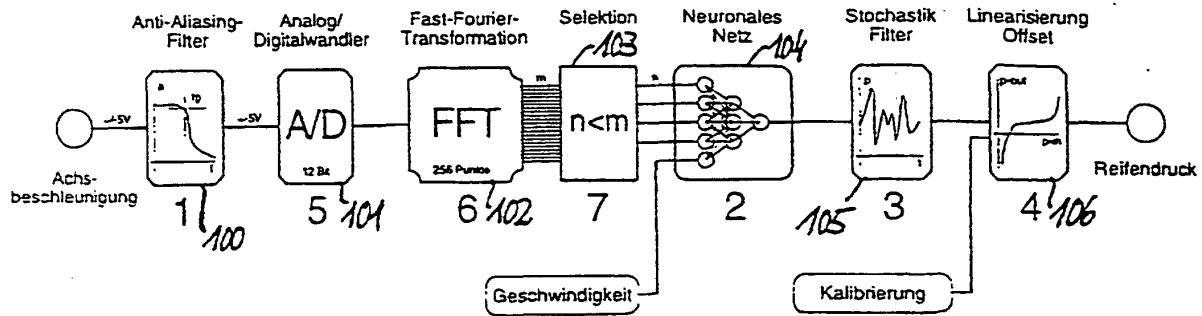 Anti-Aliasing-
Filter
Analog/
Digitalwandler
Fast-Fourier-
Transformation
Selektion
Neuronales
Netz
Stochastik
Filter
Linearisierung
Offset
103
104
a
m
n
p
p-out
~5V
~5V
A/D
12 Bit
FFT
256 Punkte
n<m
p-in
Achs-
beschleunigung
Reifendruck
1
5
6
7
2
3
4
100
101
102
105
106
Geschwindigkeit
Kalibrierung